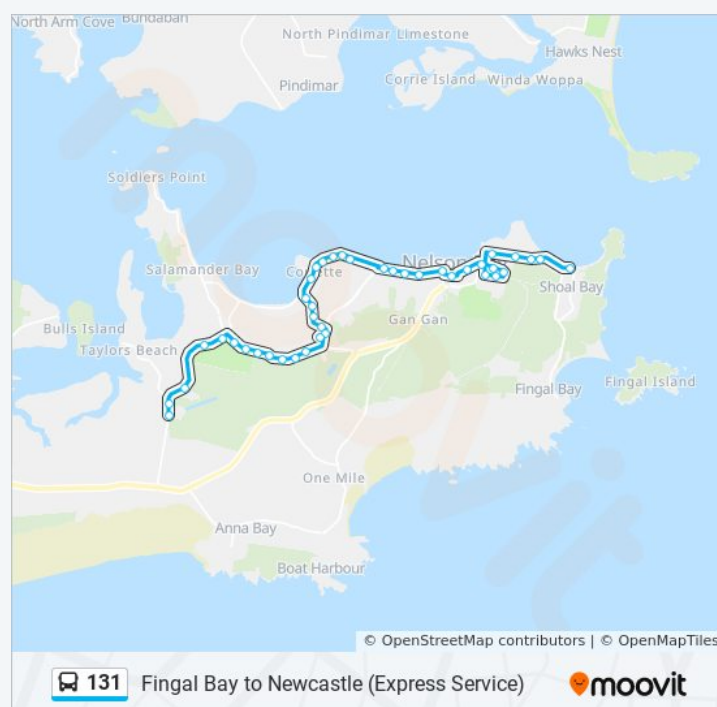 Bundabah
North Arm Cove
North Pindimar Limestone
Hawks Nest
Corrie Island
Winda Woppa
Pindimar
Soldiers Point
Nelson
Salamander Bay
Shoal Bay
Bulls Island
Gan Gan
Taylors Beach
Fingal Island
Fingal Bay
One Mile
Anna Bay
Boat Harbour
© OpenStreetMap contributors | © OpenMapTiles
131 Fingal Bay to Newcastle (Express Service) moovit